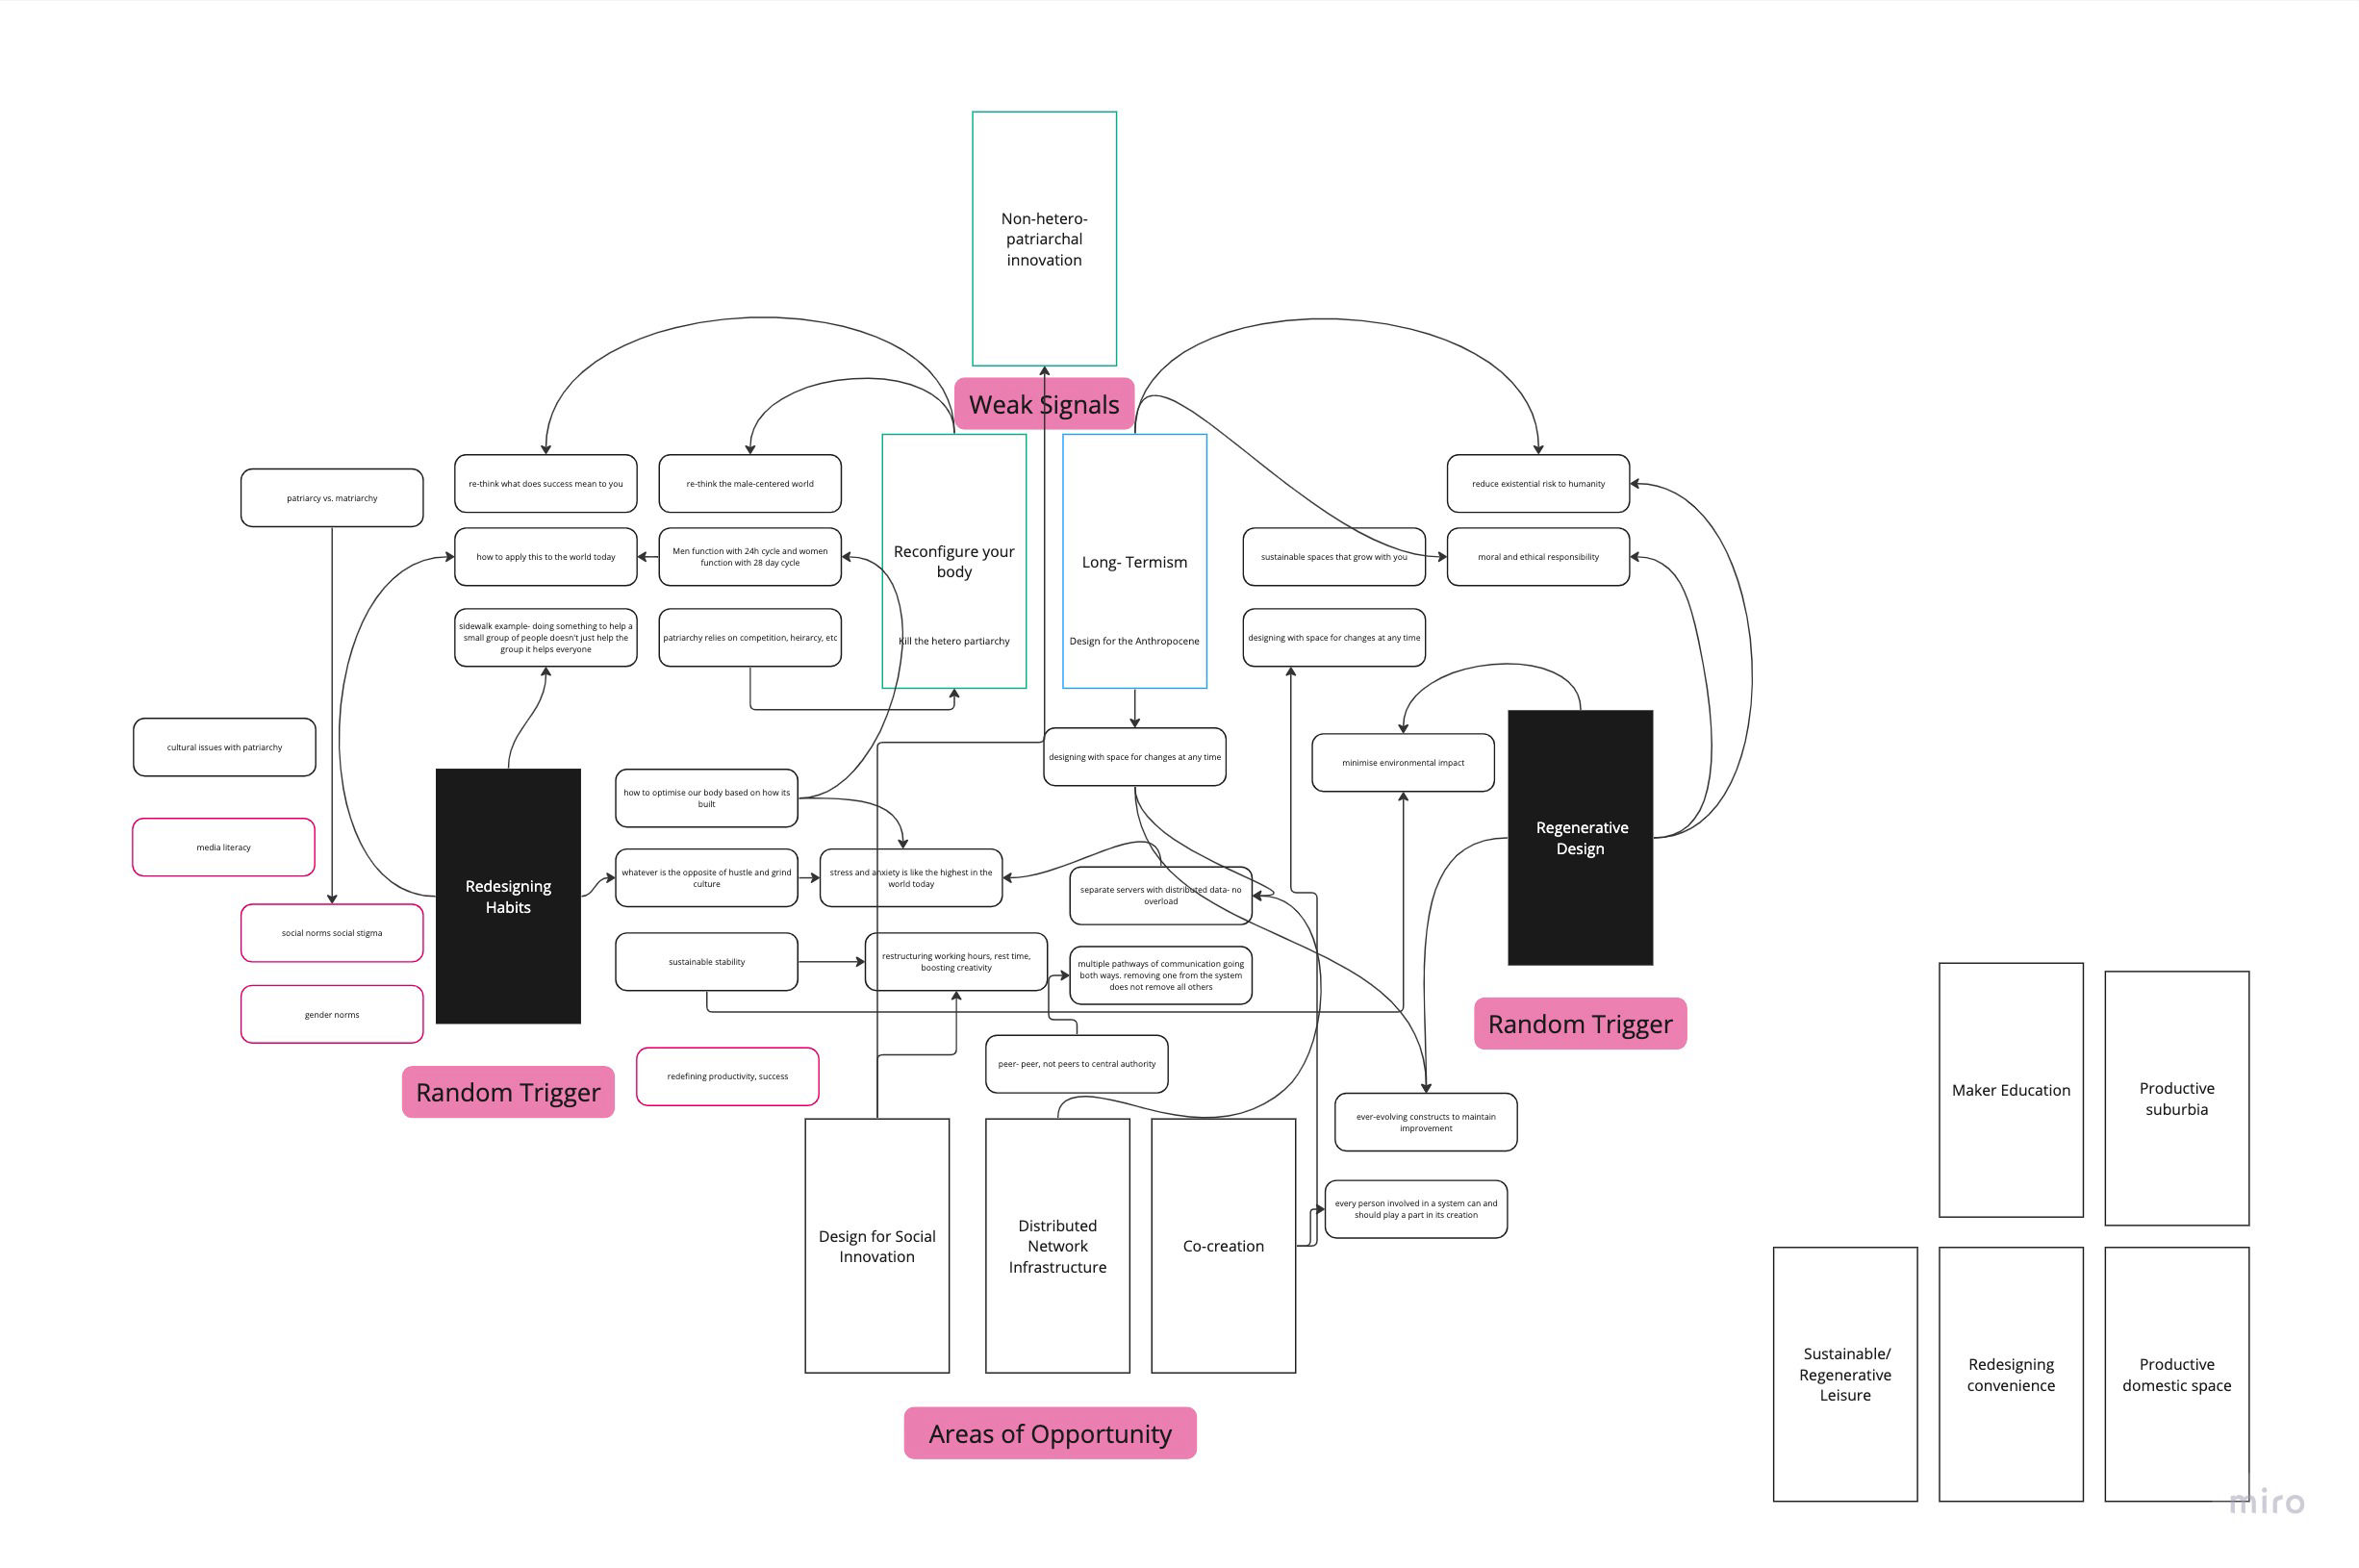 Non-hetero-
patriarchal
innovation
Weak Signals
re-think what does success mean to you
re-think the male-centered world
reduce existential risk to humanity
patriarcy vs. matriarchy
how to apply this to the world today
Men function with 24h cycle and women
function with 28 day cycle
Reconfigure your
body
Kill the hetero partiarchy
Long- Termism
Design for the Anthropocene
sustainable spaces that grow with you
moral and ethical responsibility
sidewalk example- doing something to help a
small group of people doesn't just help the
group it helps everyone
patriarchy relies on competition, heirarcy, etc
designing with space for changes at any time
cultural issues with patriarchy
designing with space for changes at any time
minimise environmental impact
how to optimise our body based on how its
built
media literacy
Redesigning
Habits
whatever is the opposite of hustle and grind
culture
stress and anxiety is like the highest in the
world today
separate servers with distributed data- no
overload
Regenerative
Design
social norms social stigma
sustainable stability
restructuring working hours, rest time,
boosting creativity
multiple pathways of communication going
both ways. removing one from the system
does not remove all others
gender norms
Random Trigger
Random Trigger
redefining productivity, success
peer- peer, not peers to central authority
ever-evolving constructs to maintain
improvement
every person involved in a system can and
should play a part in its creation
Design for Social
Innovation
Distributed
Network
Infrastructure
Co-creation
Areas of Opportunity
Maker Education
Productive
suburbia
Sustainable/
Regenerative
Leisure
Redesigning
convenience
Productive
domestic space
miro